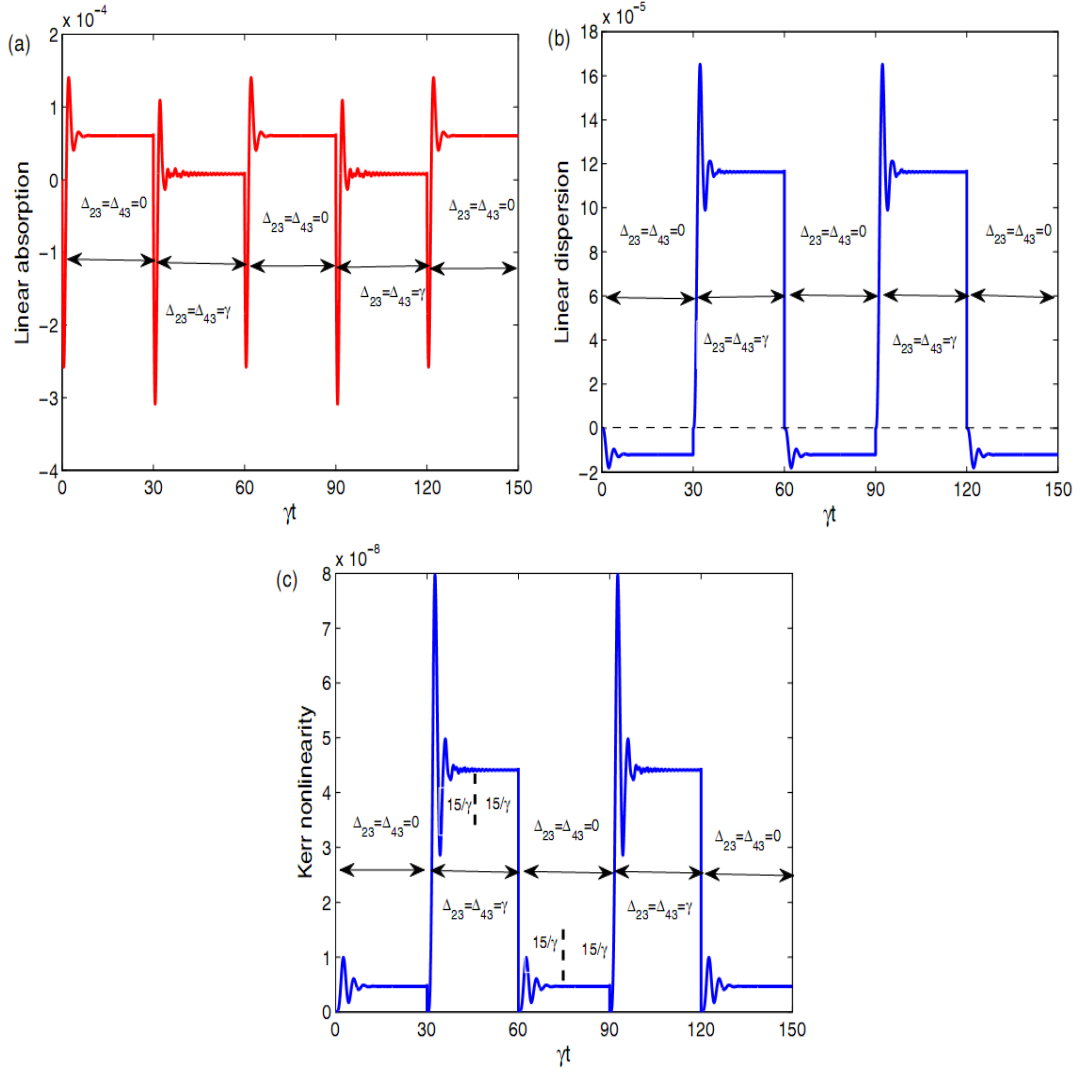 (a)
x 10⁻⁴
2
1
0
−1
−2
−3
−4
0 30 60 90 120 150
Linear absorption
γt
Δ₂₃=Δ₄₃=0
Δ₂₃=Δ₄₃=γ
Δ₂₃=Δ₄₃=0
Δ₂₃=Δ₄₃=γ
Δ₂₃=Δ₄₃=0
(b)
x 10⁻⁵
18
16
14
12
10
8
6
4
2
0
−2
0 30 60 90 120 150
Linear dispersion
γt
Δ₂₃=Δ₄₃=0
Δ₂₃=Δ₄₃=γ
Δ₂₃=Δ₄₃=0
Δ₂₃=Δ₄₃=γ
Δ₂₃=Δ₄₃=0
(c)
x 10⁻⁸
8
7
6
5
4
3
2
1
0
0 30 60 90 120 150
Kerr nonlinearity
γt
Δ₂₃=Δ₄₃=0
15/γ 15/γ
Δ₂₃=Δ₄₃=γ
Δ₂₃=Δ₄₃=0
15/γ 15/γ
Δ₂₃=Δ₄₃=γ
Δ₂₃=Δ₄₃=0